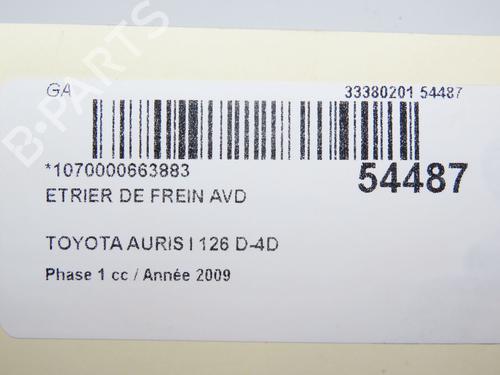 GA 33380201 54487
*1070000663883 54487
ETRIER DE FREIN AVD
TOYOTA AURIS I 126 D-4D
Phase 1 cc / Année 2009
B-PARTS